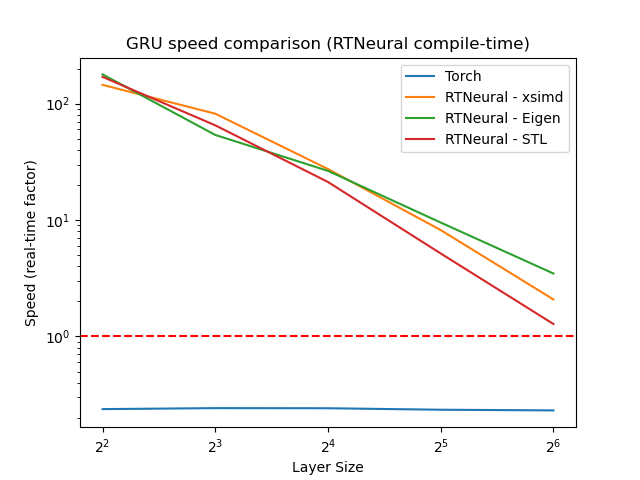 GRU speed comparison (RTNeural compile-time)
Torch
RTNeural - xsimd
RTNeural - Eigen
RTNeural - STL
Speed (real-time factor)
10²
10¹
10⁰
2² 2³ 2⁴ 2⁵ 2⁶
Layer Size